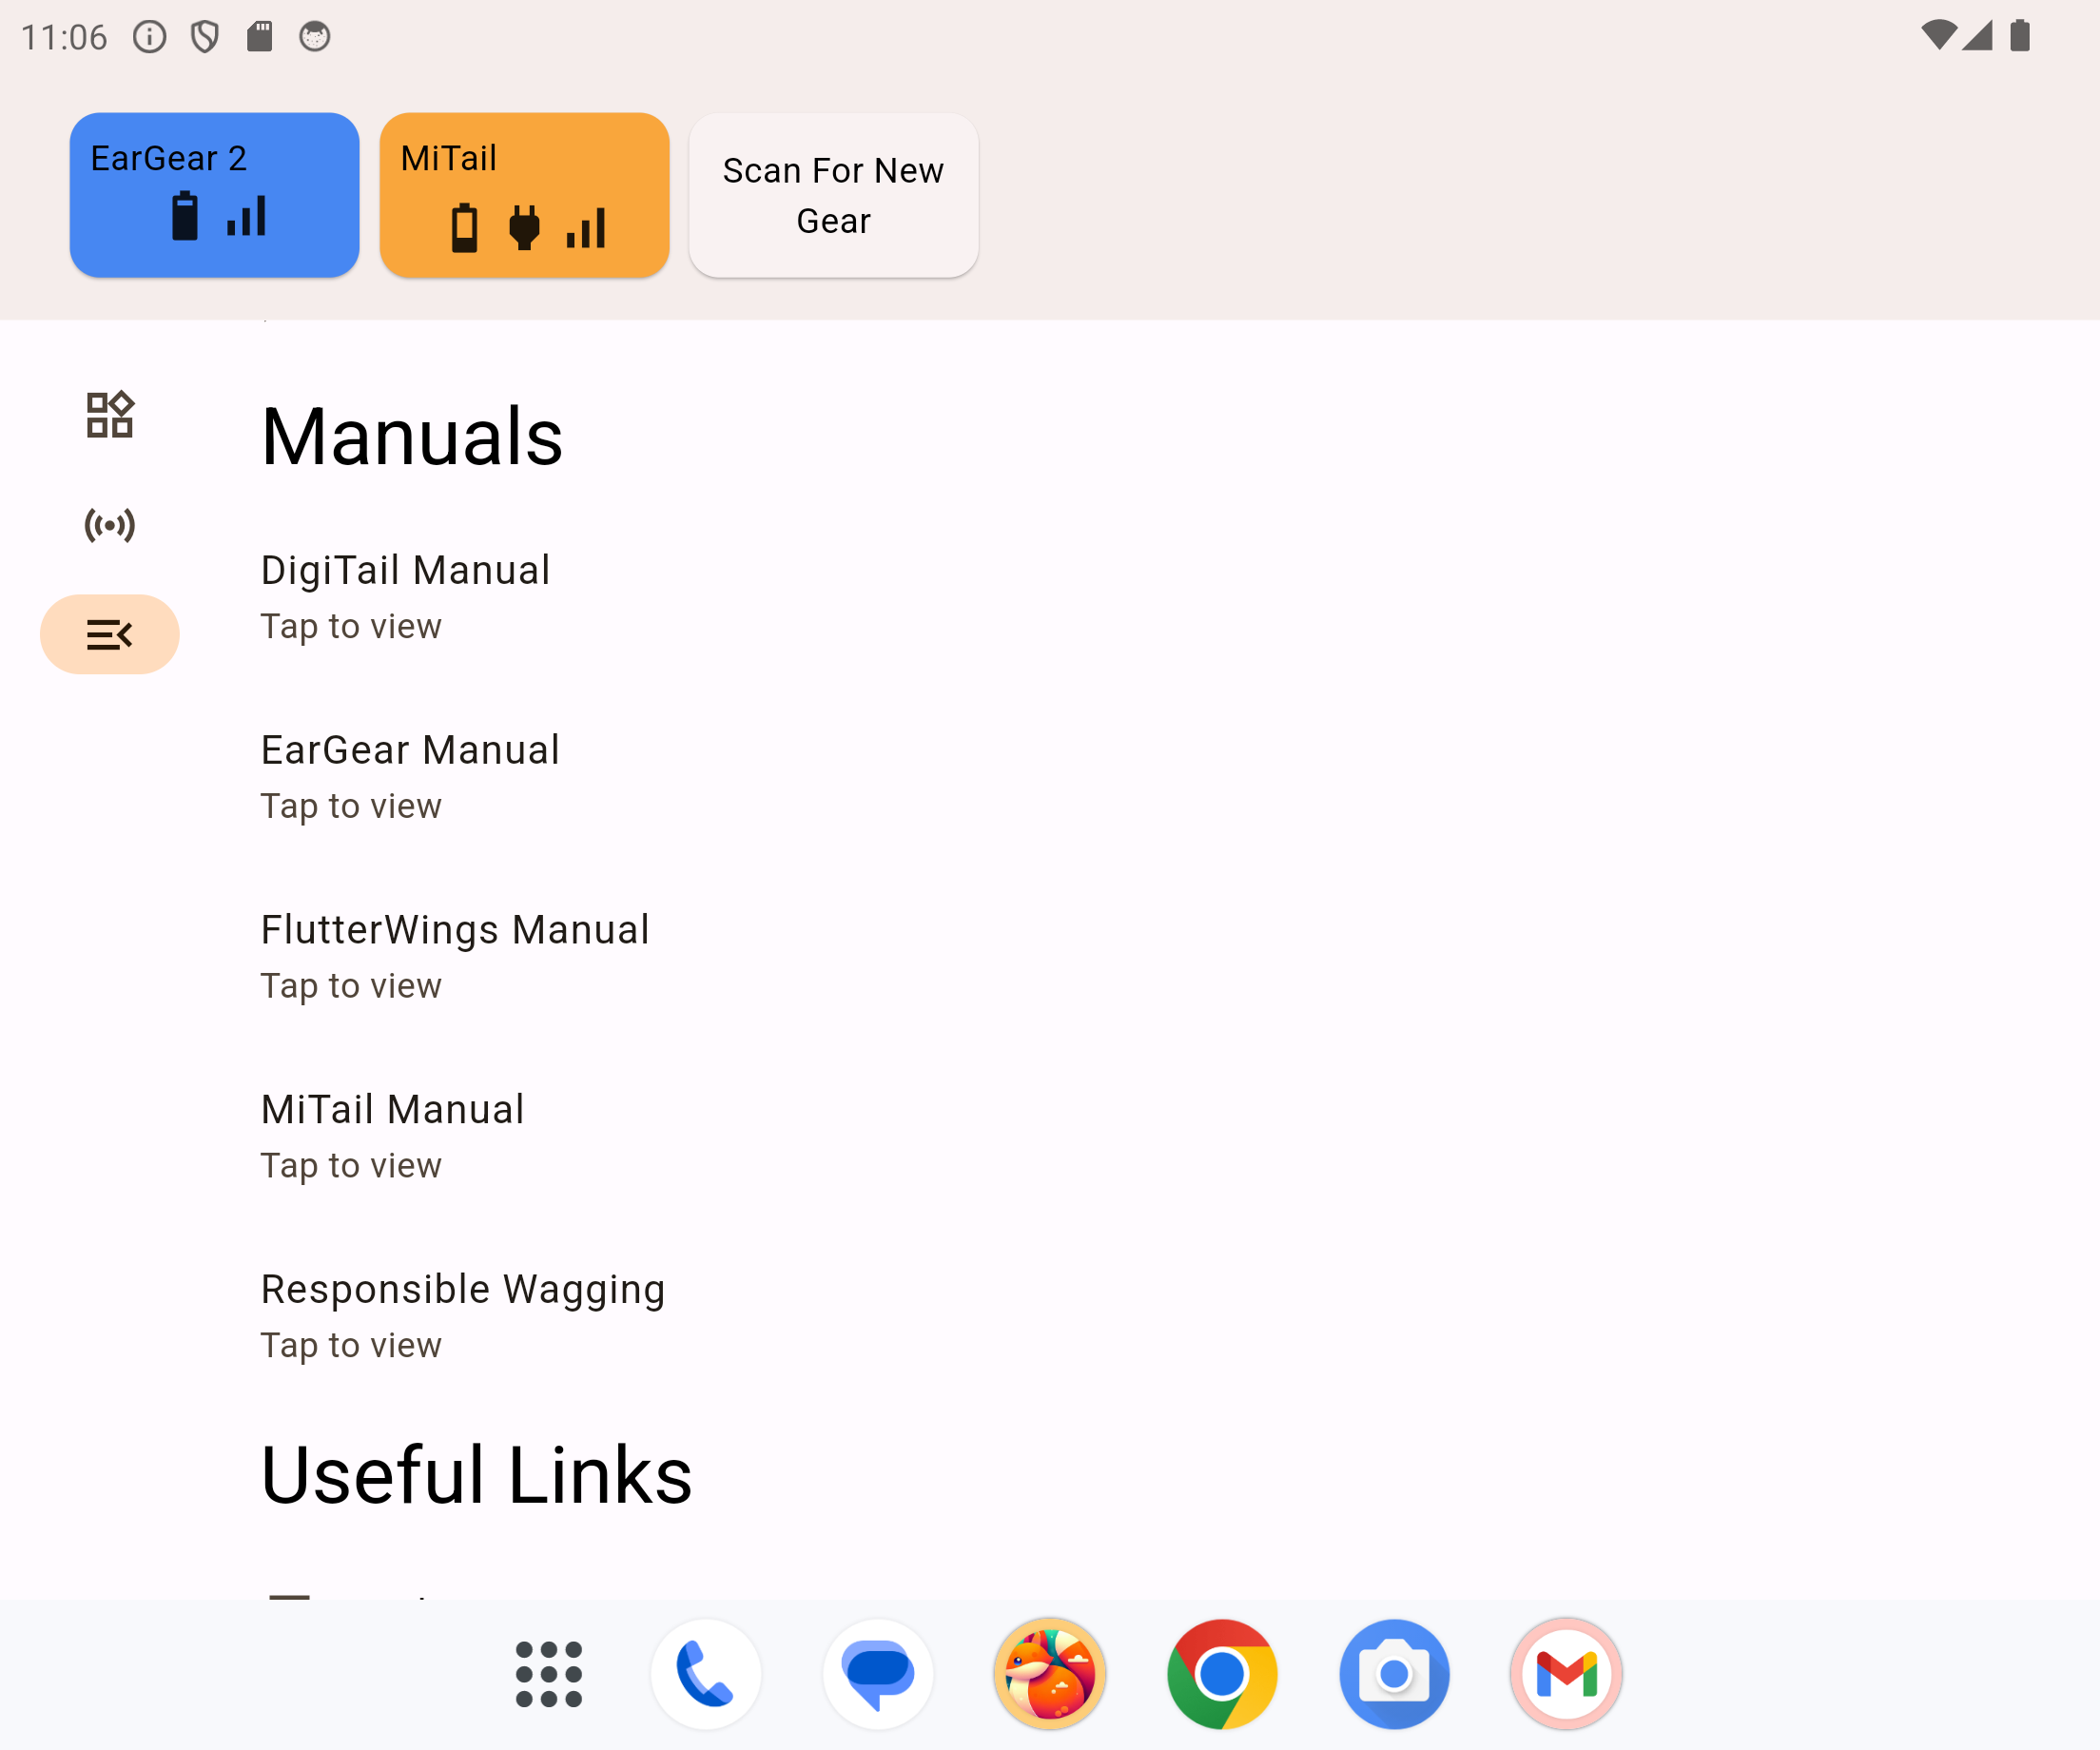 11:06
EarGear 2
MiTail
Scan For New
Gear
Manuals
DigiTail Manual
Tap to view
EarGear Manual
Tap to view
FlutterWings Manual
Tap to view
MiTail Manual
Tap to view
Responsible Wagging
Tap to view
Useful Links